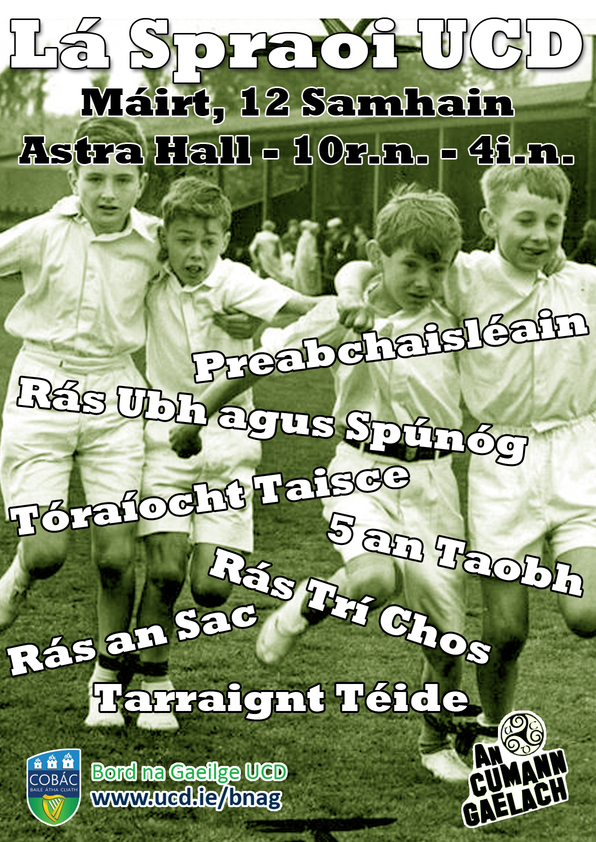 Lá Spraoi UCD
Máirt, 12 Samhain
Astra Hall - 10r.n. - 4i.n.
Preabchaisléain
Rás Ubh agus Spúnóg
Tóraíocht Taisce
5 an Taobh
Rás Trí Chos
Rás an Sac
Tarraignt Téide
COBÁC
BAILE ÁTHA CLIATH
Bord na Gaeilge UCD
www.ucd.ie/bnag
AN
CUMANN
GAELACH